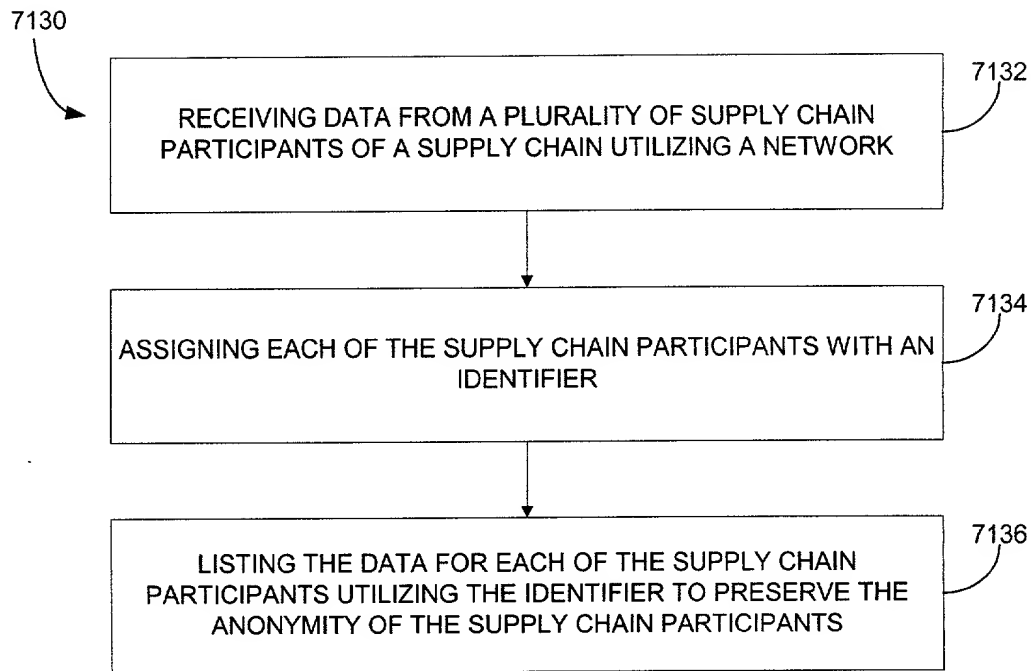 7130
7132
RECEIVING DATA FROM A PLURALITY OF SUPPLY CHAIN
PARTICIPANTS OF A SUPPLY CHAIN UTILIZING A NETWORK
7134
ASSIGNING EACH OF THE SUPPLY CHAIN PARTICIPANTS WITH AN
IDENTIFIER
7136
LISTING THE DATA FOR EACH OF THE SUPPLY CHAIN
PARTICIPANTS UTILIZING THE IDENTIFIER TO PRESERVE THE
ANONYMITY OF THE SUPPLY CHAIN PARTICIPANTS